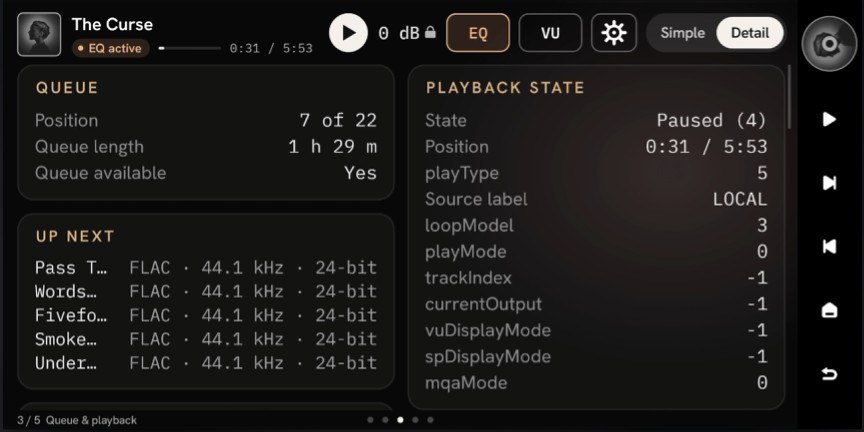 The Curse
EQ active
0:31 / 5:53
0 dB
EQ
VU
Simple
Detail
QUEUE
Position 7 of 22
Queue length 1 h 29 m
Queue available Yes
UP NEXT
Pass T… FLAC · 44.1 kHz · 24-bit
Words… FLAC · 44.1 kHz · 24-bit
Fivefo… FLAC · 44.1 kHz · 24-bit
Smoke… FLAC · 44.1 kHz · 24-bit
Under… FLAC · 44.1 kHz · 24-bit
PLAYBACK STATE
State Paused (4)
Position 0:31 / 5:53
playType 5
Source label LOCAL
loopModel 3
playMode 0
trackIndex -1
currentOutput -1
vuDisplayMode -1
spDisplayMode -1
mqaMode 0
3 / 5 Queue & playback